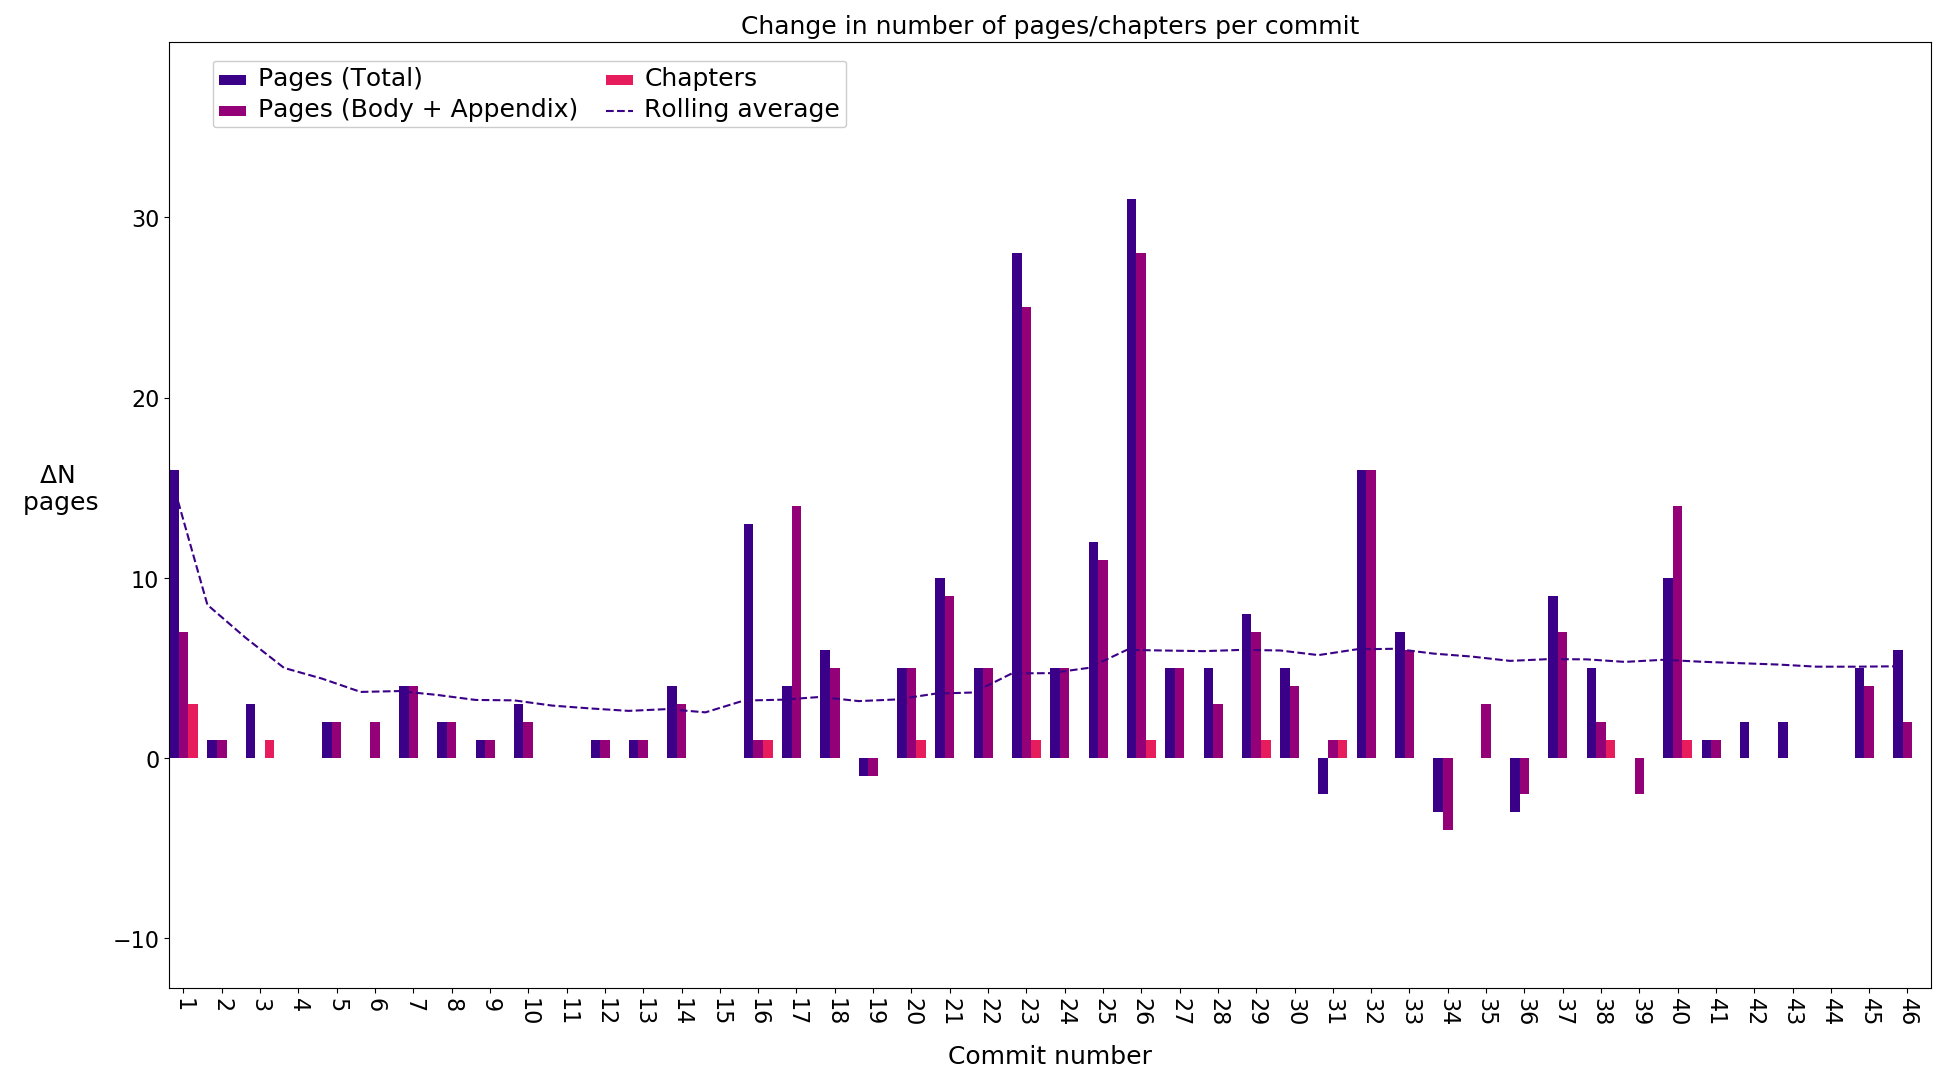 Change in number of pages/chapters per commit
Pages (Total)
Pages (Body + Appendix)
Chapters
Rolling average
30
20
10
0
−10
ΔN
pages
1 2 3 4 5 6 7 8 9 10 11 12 13 14 15 16 17 18 19 20 21 22 23 24 25 26 27 28 29 30 31 32 33 34 35 36 37 38 39 40 41 42 43 44 45 46
Commit number